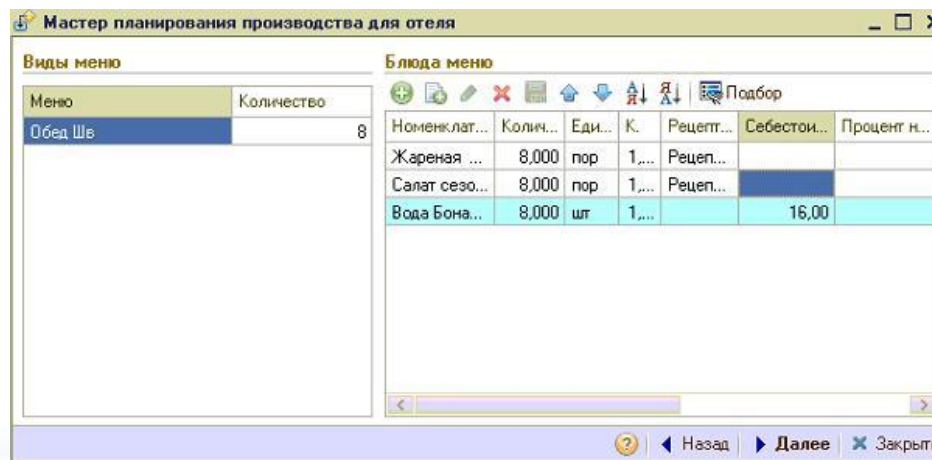 Мастер планирования производства для отеля
Виды меню
Меню Количество
Обед Шв 8
Блюда меню
Подбор
Номенклат... Колич... Еди... К. Рецепт... Себестои... Процент н...
Жареная ... 8,000 пор 1,... Рецеп...
Салат сезо... 8,000 пор 1,... Рецеп...
Вода Бона... 8,000 шт 1,... 16,00
Назад Далее Закрыт